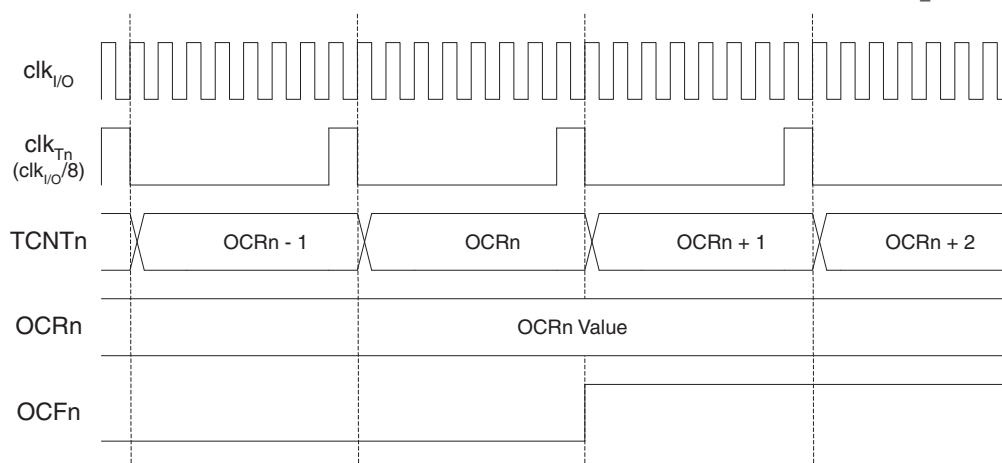 clkI/O
clkTn
(clkI/O/8)
TCNTn
OCRn - 1
OCRn
OCRn + 1
OCRn + 2
OCRn
OCRn Value
OCFn